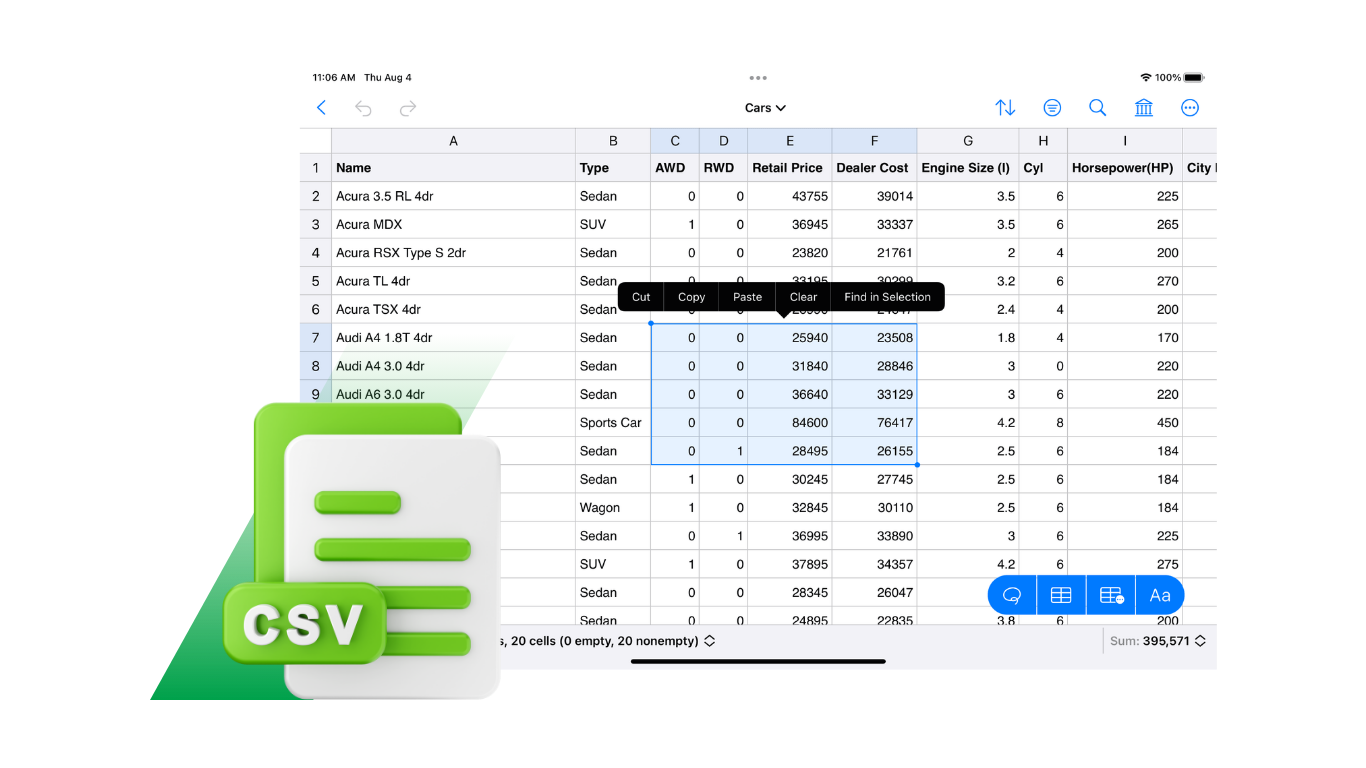 11:06 AM Thu Aug 4 100%
Cars
A B C D E F G H I
1 Name Type AWD RWD Retail Price Dealer Cost Engine Size (l) Cyl Horsepower(HP) City
2 Acura 3.5 RL 4dr Sedan 0 0 43755 39014 3.5 6 225
3 Acura MDX SUV 1 0 36945 33337 3.5 6 265
4 Acura RSX Type S 2dr Sedan 0 0 23820 21761 2 4 200
5 Acura TL 4dr Sedan 0 0 33195 30299 3.2 6 270
Cut Copy Paste Clear Find in Selection
6 Acura TSX 4dr Sedan 2.4 4 200
7 Audi A4 1.8T 4dr Sedan 0 0 25940 23508 1.8 4 170
8 Audi A4 3.0 4dr Sedan 0 0 31840 28846 3 0 220
9 Audi A6 3.0 4dr Sedan 0 0 36640 33129 3 6 220
Sports Car 0 0 84600 76417 4.2 8 450
Sedan 0 1 28495 26155 2.5 6 184
Sedan 1 0 30245 27745 2.5 6 184
Wagon 1 0 32845 30110 2.5 6 184
Sedan 0 1 36995 33890 3 6 225
SUV 1 0 37895 34357 4.2 6 275
Sedan 0 0 28345 26047
Aa
Sedan 0 0 24895 22835 3.8 6 200
CSV
20 cells (0 empty, 20 nonempty) Sum: 395,571